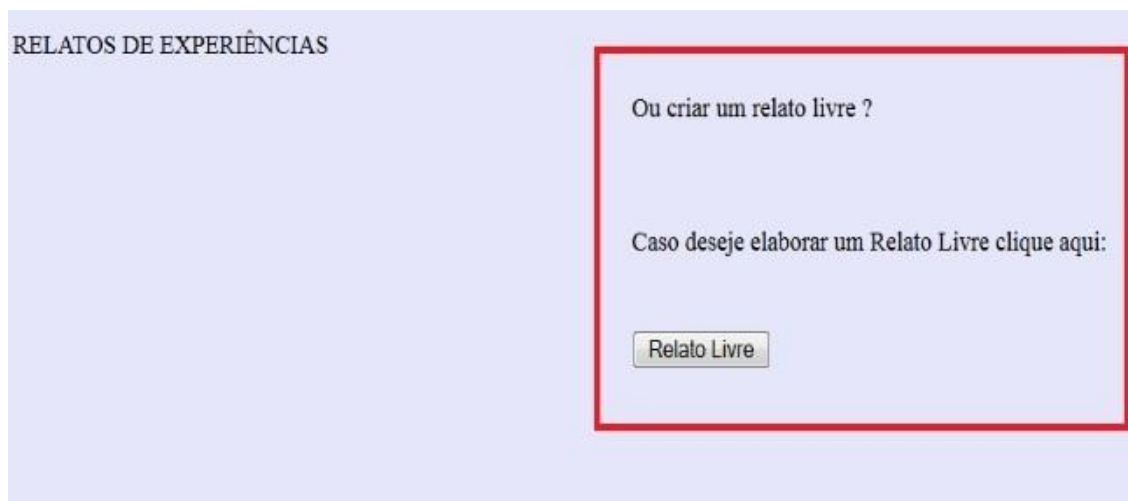 RELATOS DE EXPERIÊNCIAS
Ou criar um relato livre ?
Caso deseje elaborar um Relato Livre clique aqui:
Relato Livre